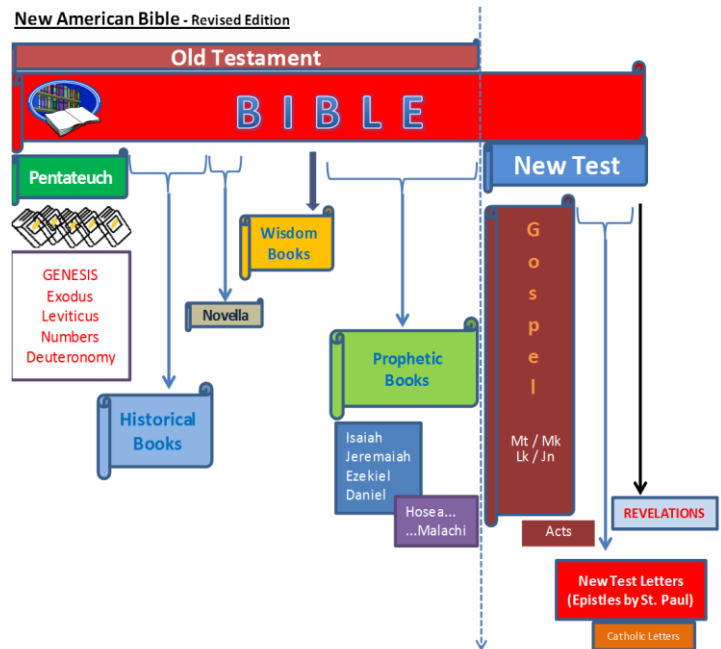 New American Bible - Revised Edition
Old Testament
BIBLE
Pentateuch
New Test
GENESIS
Exodus
Leviticus
Numbers
Deuteronomy
Wisdom
Books
Novella
Historical
Books
Prophetic
Books
Isaiah
Jeremaiah
Ezekiel
Daniel
Hosea...
...Malachi
Gospel
Mt / Mk
Lk / Jn
Acts
REVELATIONS
New Test Letters
(Epistles by St. Paul)
Catholic Letters